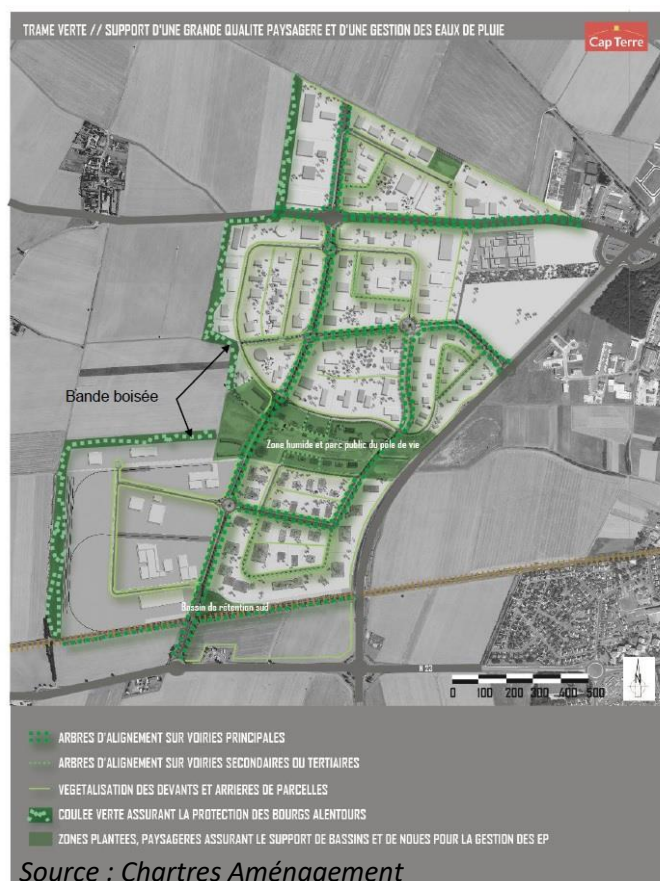 TRAME VERTE // SUPPORT D'UNE GRANDE QUALITE PAYSAGERE ET D'UNE GESTION DES EAUX DE PLUIE
Cap Terre
Bande boisée
Zone humide et parc public du pôle de vie
Bassin de rétention sud
0 100 200 300 400 500
N
ARBRES D'ALIGNEMENT SUR VOIRIES PRINCIPALES
ARBRES D'ALIGNEMENT SUR VOIRIES SECONDAIRES OU TERTIAIRES
VEGETALISATION DES DEVANTS ET ARRIERES DE PARCELLES
COULEE VERTE ASSURANT LA PROTECTION DES BOURGS ALENTOURS
ZONES PLANTEES, PAYSAGERES ASSURANT LE SUPPORT DE BASSINS ET DE NOUES POUR LA GESTION DES EP
Source : Chartres Aménagement